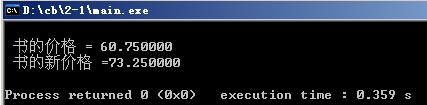 D:\cb\2-1\main.exe
书的价格 = 60.750000
书的新价格 =73.250000
Process returned 0 (0x0)   execution time : 0.359 s